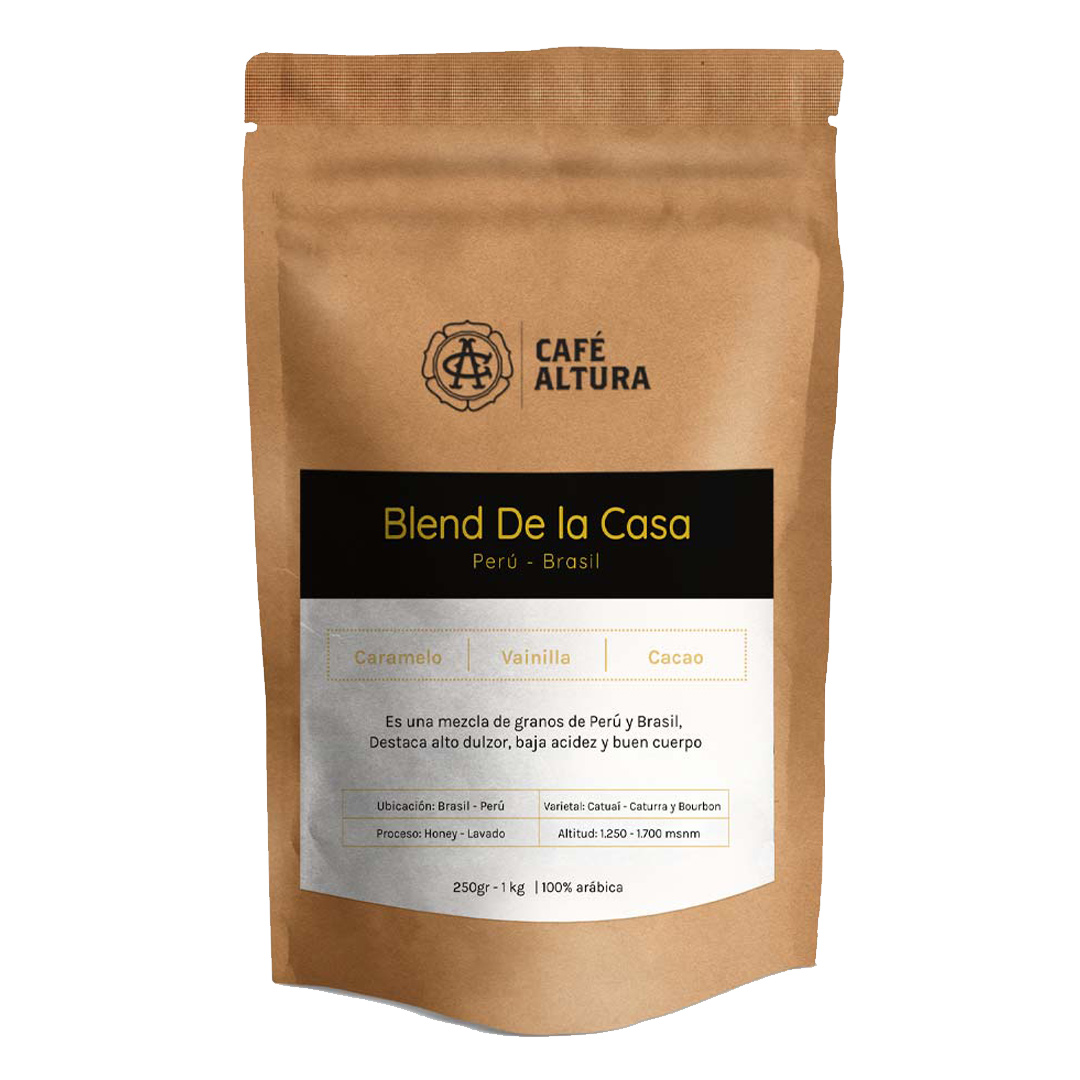 CAFÉ
ALTURA
Blend De la Casa
Perú - Brasil
Caramelo | Vainilla | Cacao
Es una mezcla de granos de Perú y Brasil,
Destaca alto dulzor, baja acidez y buen cuerpo
Ubicación: Brasil - Perú Varietal: Catuaí - Caturra y Bourbon
Proceso: Honey - Lavado Altitud: 1.250 - 1.700 msnm
250gr - 1 kg | 100% arábica